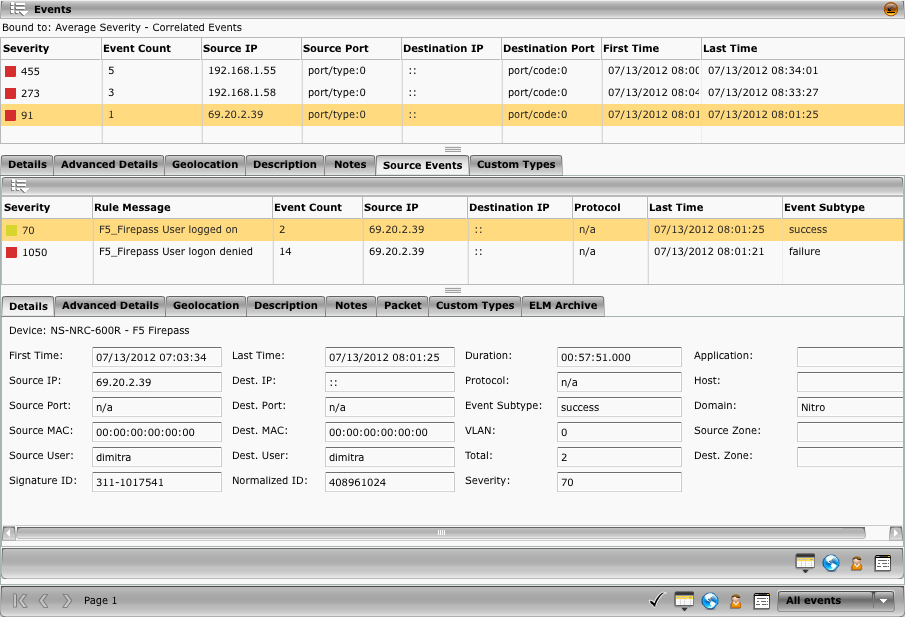 Events
Bound to: Average Severity - Correlated Events
Severity Event Count Source IP Source Port Destination IP Destination Port First Time Last Time
455 5 192.168.1.55 port/type:0 :: port/code:0 07/13/2012 08:00 07/13/2012 08:34:01
273 3 192.168.1.58 port/type:0 :: port/code:0 07/13/2012 08:04 07/13/2012 08:33:27
91 1 69.20.2.39 port/type:0 :: port/code:0 07/13/2012 08:01 07/13/2012 08:01:25
Details Advanced Details Geolocation Description Notes Source Events Custom Types
Severity Rule Message Event Count Source IP Destination IP Protocol Last Time Event Subtype
70 F5_Firepass User logged on 2 69.20.2.39 :: n/a 07/13/2012 08:01:25 success
1050 F5_Firepass User logon denied 14 69.20.2.39 :: n/a 07/13/2012 08:01:21 failure
Details Advanced Details Geolocation Description Notes Packet Custom Types ELM Archive
Device: NS-NRC-600R - F5 Firepass
First Time: 07/13/2012 07:03:34 Last Time: 07/13/2012 08:01:25 Duration: 00:57:51.000 Application:
Source IP: 69.20.2.39 Dest. IP: :: Protocol: n/a Host:
Source Port: n/a Dest. Port: n/a Event Subtype: success Domain: Nitro
Source MAC: 00:00:00:00:00:00 Dest. MAC: 00:00:00:00:00:00 VLAN: 0 Source Zone:
Source User: dimitra Dest. User: dimitra Total: 2 Dest. Zone:
Signature ID: 311-1017541 Normalized ID: 408961024 Severity: 70
Page 1 All events